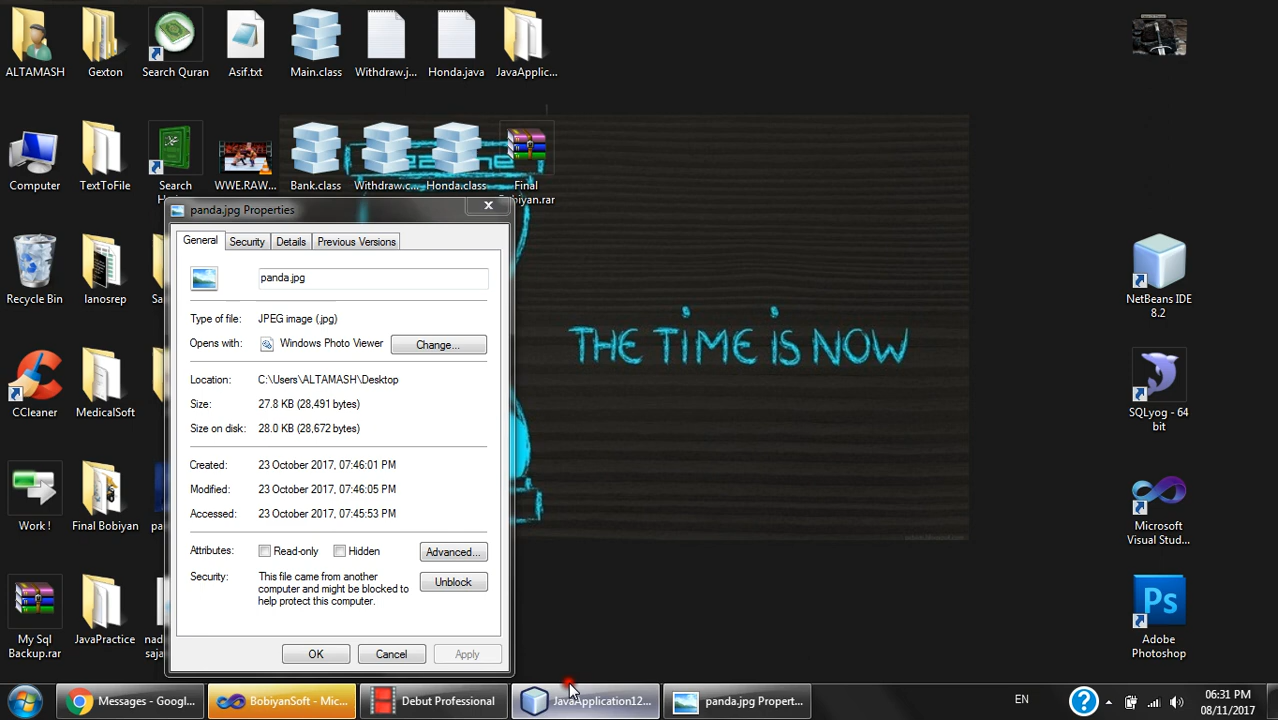 ALTAMASH
Gexton
Search Quran
Asif.txt
Main.class
Withdraw.j...
Honda.java
JavaApplic...
Computer
TextToFile
Search
WWE.RAW...
Bank.class
Withdraw.c...
Honda.class
Final
Bobiyan.rar
panda.jpg Properties
General
Security
Details
Previous Versions
panda.jpg
Type of file:
JPEG image (.jpg)
Opens with:
Windows Photo Viewer
Change...
Location:
C:\Users\ALTAMASH\Desktop
Size:
27.8 KB (28,491 bytes)
Size on disk:
28.0 KB (28,672 bytes)
Created:
23 October 2017, 07:46:01 PM
Modified:
23 October 2017, 07:46:05 PM
Accessed:
23 October 2017, 07:45:53 PM
Attributes:
Read-only
Hidden
Advanced...
Security:
This file came from another
computer and might be blocked to
help protect this computer.
Unblock
OK
Cancel
Apply
Recycle Bin
Ianosrep
CCleaner
MedicalSoft
Work !
Final Bobiyan
My Sql
Backup.rar
JavaPractice
THE TIME IS NOW
NetBeans IDE
8.2
SQLyog - 64
bit
Microsoft
Visual Stud...
Ps
Adobe
Photoshop
Messages - Googl...
BobiyanSoft - Mic...
Debut Professional
JavaApplication12...
panda.jpg Propert...
EN
06:31 PM
08/11/2017